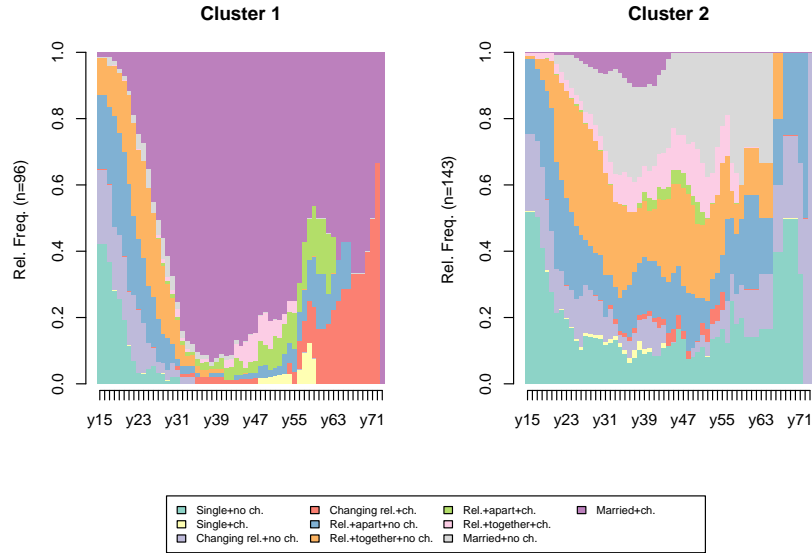 Cluster 1
Cluster 2
Rel. Freq. (n=96)
0.0 0.2 0.4 0.6 0.8 1.0
y15 y23 y31 y39 y47 y55 y63 y71
Rel. Freq. (n=143)
0.0 0.2 0.4 0.6 0.8 1.0
y15 y23 y31 y39 y47 y55 y63 y71
Single+no ch.
Single+ch.
Changing rel.+no ch.
Changing rel.+ch.
Rel.+apart+no ch.
Rel.+together+no ch.
Rel.+apart+ch.
Rel.+together+ch.
Married+no ch.
Married+ch.